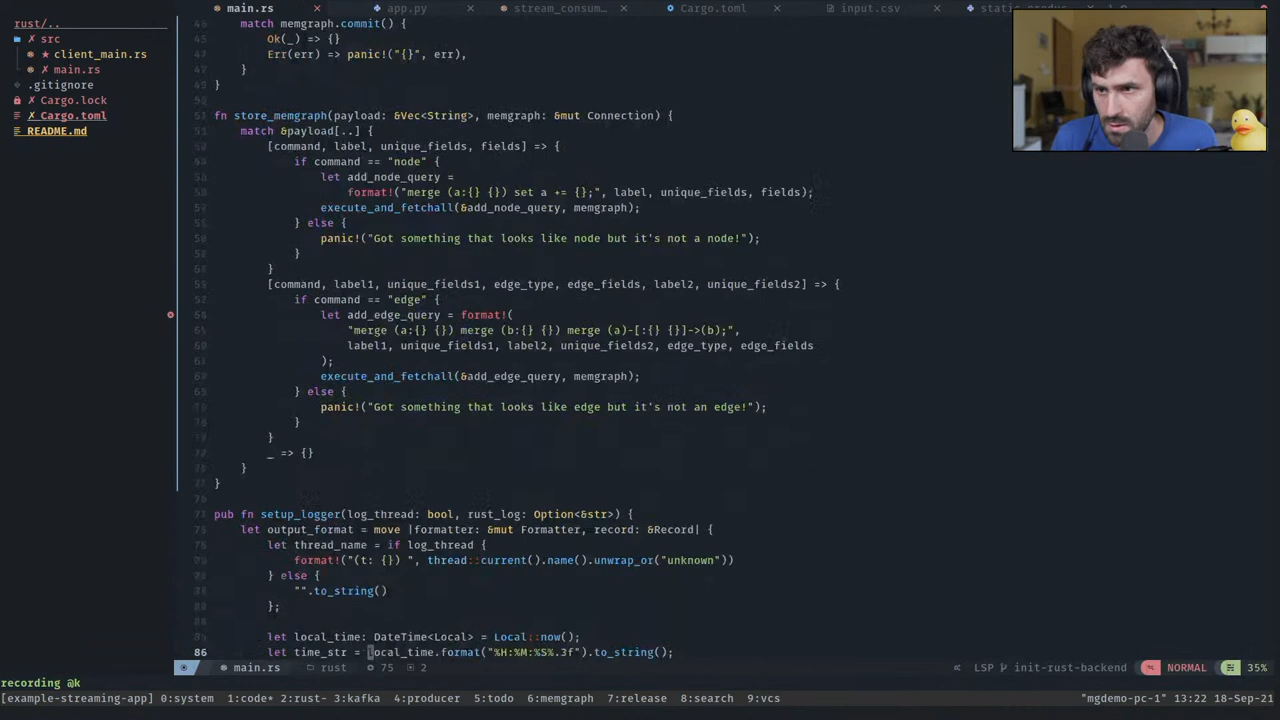 main.rs × app.py × stream_consum… × Cargo.toml × input.csv × static_produc
rust/..
src
client_main.rs
main.rs
.gitignore
Cargo.lock
Cargo.toml
README.md
match memgraph.commit() {
Ok(_) => {}
Err(err) => panic!("{}", err),
}
}
fn store_memgraph(payload: &Vec<String>, memgraph: &mut Connection) {
match &payload[..] {
[command, label, unique_fields, fields] => {
if command == "node" {
let add_node_query =
format!("merge (a:{} {}) set a += {};", label, unique_fields, fields);
execute_and_fetchall(&add_node_query, memgraph);
} else {
panic!("Got something that looks like node but it's not a node!");
}
}
[command, label1, unique_fields1, edge_type, edge_fields, label2, unique_fields2] => {
if command == "edge" {
let add_edge_query = format!(
"merge (a:{} {}) merge (b:{} {}) merge (a)-[:{} {}]->(b);",
label1, unique_fields1, label2, unique_fields2, edge_type, edge_fields
);
execute_and_fetchall(&add_edge_query, memgraph);
} else {
panic!("Got something that looks like edge but it's not an edge!");
}
}
_ => {}
}
}
pub fn setup_logger(log_thread: bool, rust_log: Option<&str>) {
let output_format = move |formatter: &mut Formatter, record: &Record| {
let thread_name = if log_thread {
format!("(t: {}) ", thread::current().name().unwrap_or("unknown"))
} else {
"".to_string()
};
let local_time: DateTime<Local> = Local::now();
86 let time_str = local_time.format("%H:%M:%S%.3f").to_string();
main.rs rust 75 2 « LSP init-rust-backend NORMAL 35%
recording @k
[example-streaming-app] 0:system 1:code* 2:rust- 3:kafka 4:producer 5:todo 6:memgraph 7:release 8:search 9:vcs "mgdemo-pc-1" 13:22 18-Sep-21